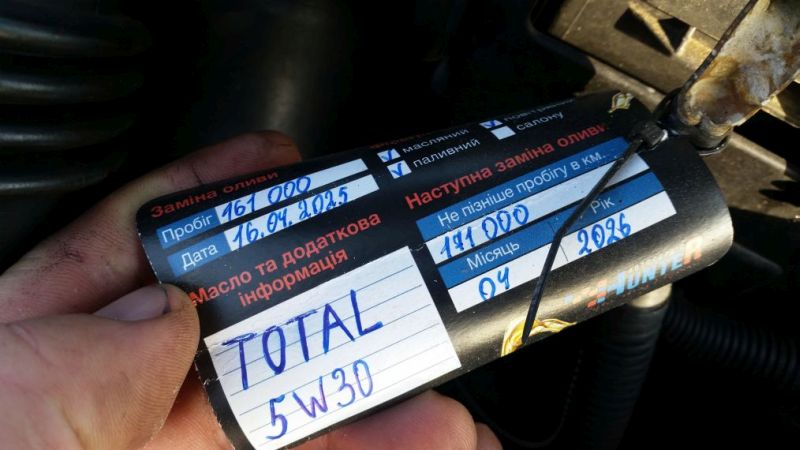 Заміна оливи
Пробіг 161 000
Дата 16.04.2025
Масло та додаткова
інформація
TOTAL
5W30
масляний
паливний
салону
Наступна заміна оливи
Не пізніше пробігу в км..
171 000
Місяць Рік
04 2026
HUNTER